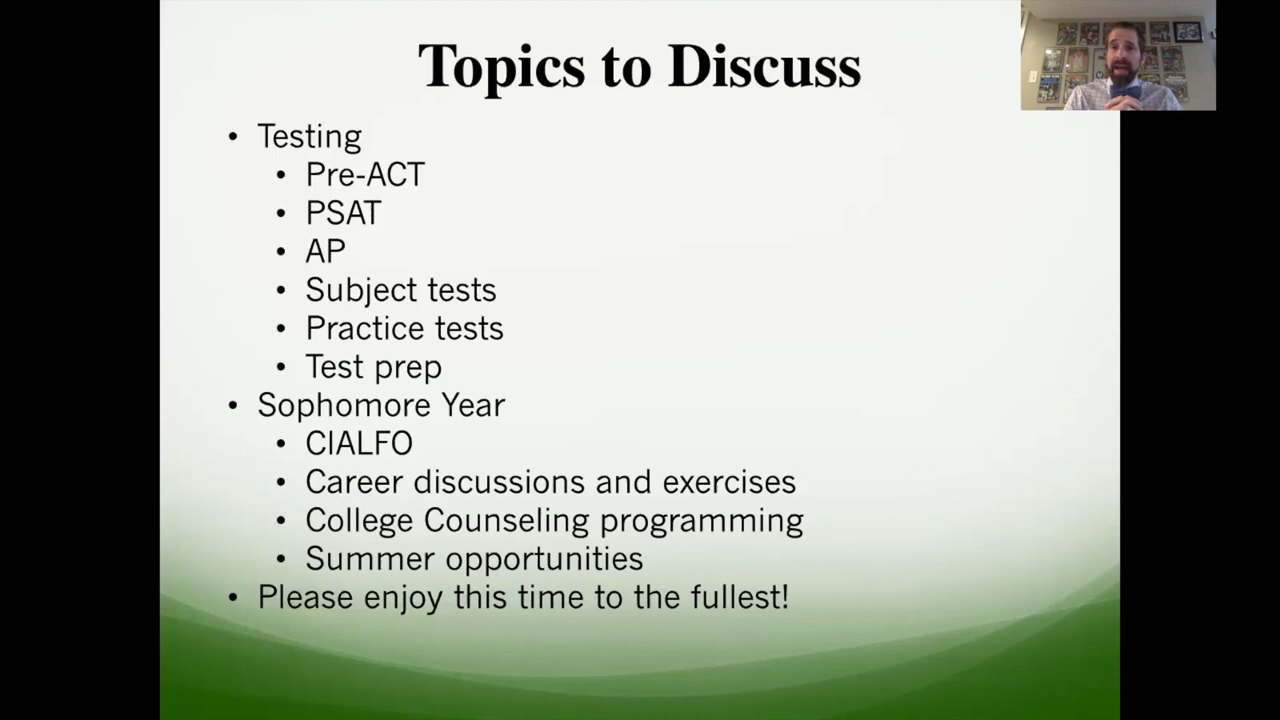 Topics to Discuss
• Testing
• Pre-ACT
• PSAT
• AP
• Subject tests
• Practice tests
• Test prep
• Sophomore Year
• CIALFO
• Career discussions and exercises
• College Counseling programming
• Summer opportunities
• Please enjoy this time to the fullest!